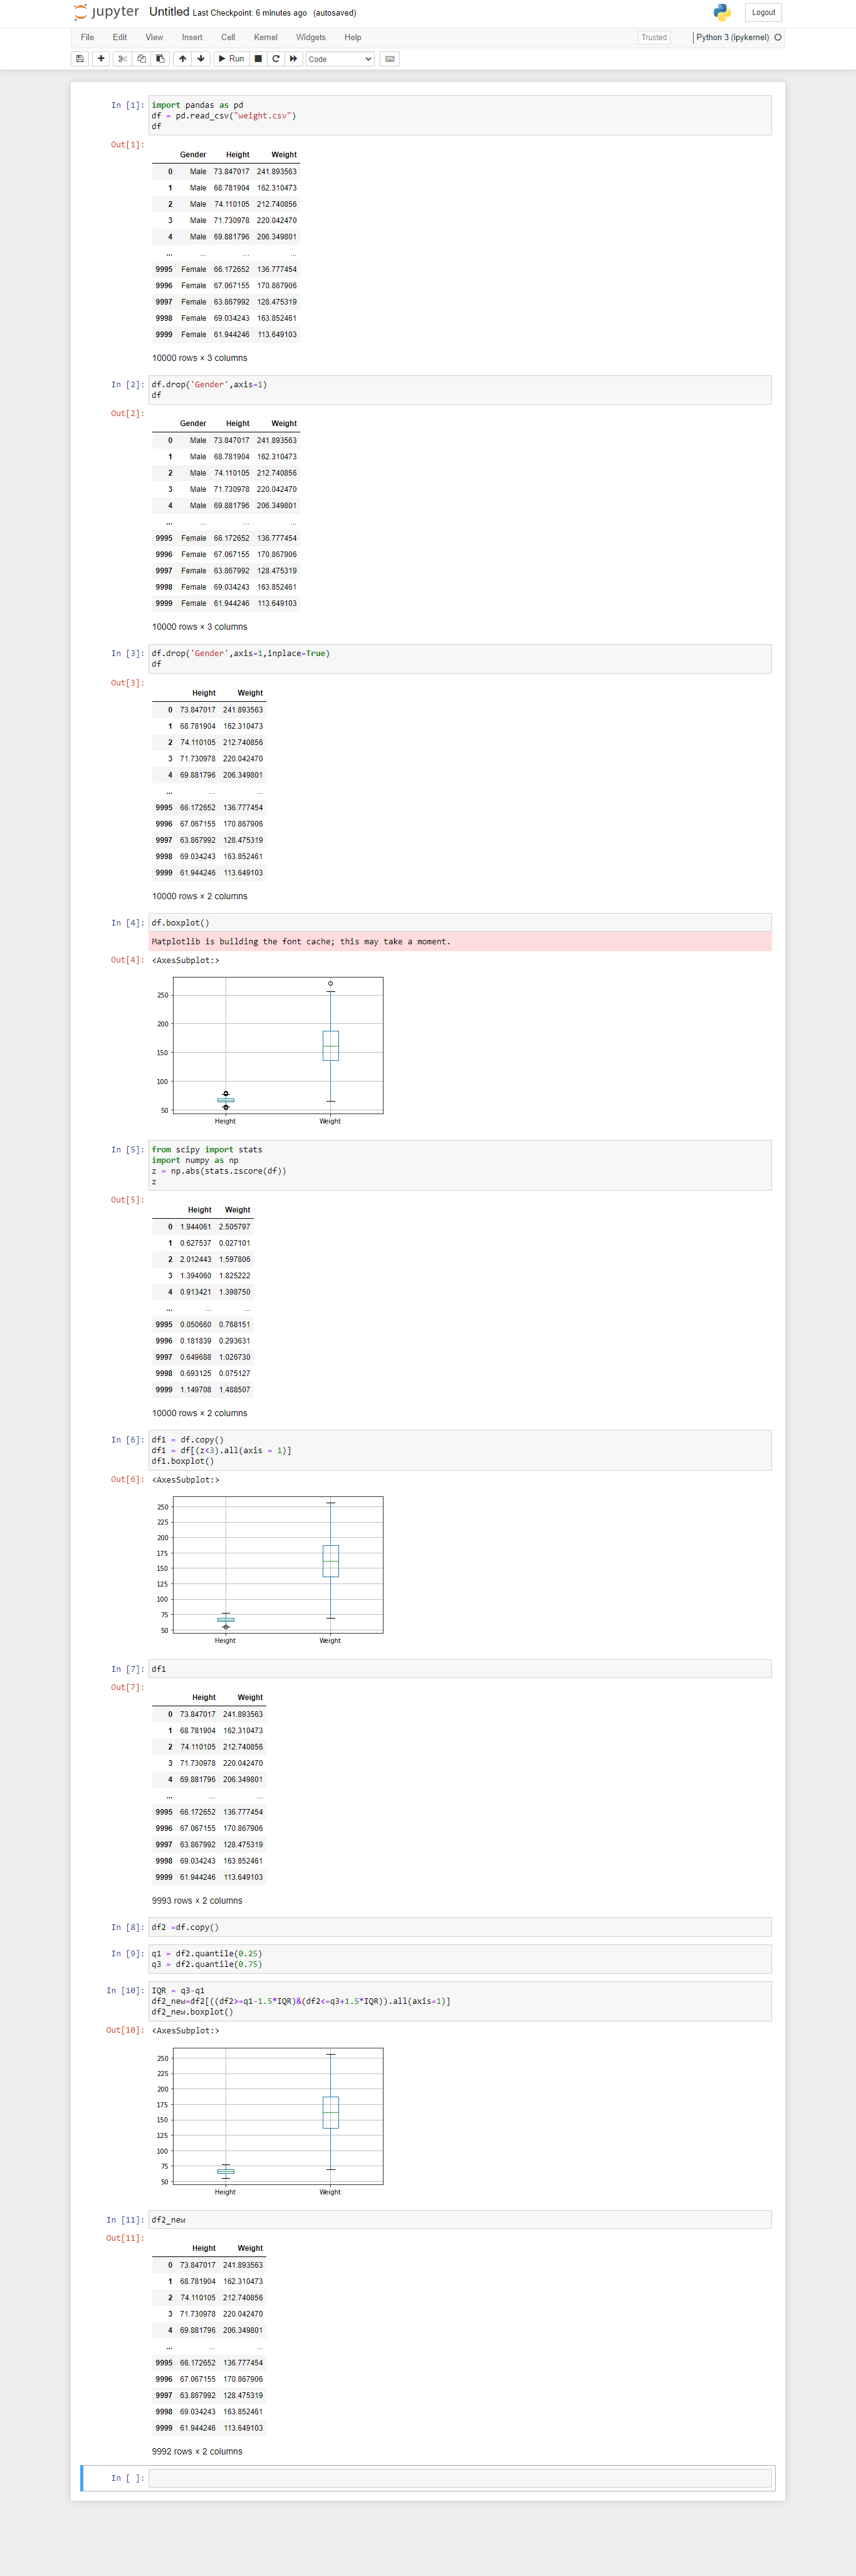 jupyter Untitled Last Checkpoint: 6 minutes ago (autosaved) Logout
File Edit View Insert Cell Kernel Widgets Help Trusted Python 3 (ipykernel)
Run Code
In [1]: import pandas as pd
df = pd.read_csv("weight.csv")
df
Out[1]:
Gender Height Weight
0 Male 73.847017 241.893563
1 Male 68.781904 162.310473
2 Male 74.110105 212.740856
3 Male 71.730978 220.042470
4 Male 69.881796 206.349801
... ... ... ...
9995 Female 66.172652 136.777454
9996 Female 67.067155 170.867906
9997 Female 63.867992 128.475319
9998 Female 69.034243 163.852461
9999 Female 61.944246 113.649103
10000 rows × 3 columns
In [2]: df.drop('Gender',axis=1)
df
Out[2]:
Gender Height Weight
0 Male 73.847017 241.893563
1 Male 68.781904 162.310473
2 Male 74.110105 212.740856
3 Male 71.730978 220.042470
4 Male 69.881796 206.349801
... ... ... ...
9995 Female 66.172652 136.777454
9996 Female 67.067155 170.867906
9997 Female 63.867992 128.475319
9998 Female 69.034243 163.852461
9999 Female 61.944246 113.649103
10000 rows × 3 columns
In [3]: df.drop('Gender',axis=1,inplace=True)
df
Out[3]:
Height Weight
0 73.847017 241.893563
1 68.781904 162.310473
2 74.110105 212.740856
3 71.730978 220.042470
4 69.881796 206.349801
... ... ...
9995 66.172652 136.777454
9996 67.067155 170.867906
9997 63.867992 128.475319
9998 69.034243 163.852461
9999 61.944246 113.649103
10000 rows × 2 columns
In [4]: df.boxplot()
Matplotlib is building the font cache; this may take a moment.
Out[4]: <AxesSubplot:>
250
200
150
100
50
Height Weight
In [5]: from scipy import stats
import numpy as np
z = np.abs(stats.zscore(df))
z
Out[5]:
Height Weight
0 1.944061 2.505797
1 0.627537 0.027101
2 2.012443 1.597806
3 1.394060 1.825222
4 0.913421 1.398750
... ... ...
9995 0.050660 0.768151
9996 0.181839 0.293631
9997 0.649688 1.026730
9998 0.693125 0.075127
9999 1.149708 1.488507
10000 rows × 2 columns
In [6]: df1 = df.copy()
df1 = df[(z<3).all(axis = 1)]
df1.boxplot()
Out[6]: <AxesSubplot:>
250
225
200
175
150
125
100
75
50
Height Weight
In [7]: df1
Out[7]:
Height Weight
0 73.847017 241.893563
1 68.781904 162.310473
2 74.110105 212.740856
3 71.730978 220.042470
4 69.881796 206.349801
... ... ...
9995 66.172652 136.777454
9996 67.067155 170.867906
9997 63.867992 128.475319
9998 69.034243 163.852461
9999 61.944246 113.649103
9993 rows × 2 columns
In [8]: df2 =df.copy()
In [9]: q1 = df2.quantile(0.25)
q3 = df2.quantile(0.75)
In [10]: IQR = q3-q1
df2_new=df2[((df2>=q1-1.5*IQR)&(df2<=q3+1.5*IQR)).all(axis=1)]
df2_new.boxplot()
Out[10]: <AxesSubplot:>
250
225
200
175
150
125
100
75
50
Height Weight
In [11]: df2_new
Out[11]:
Height Weight
0 73.847017 241.893563
1 68.781904 162.310473
2 74.110105 212.740856
3 71.730978 220.042470
4 69.881796 206.349801
... ... ...
9995 66.172652 136.777454
9996 67.067155 170.867906
9997 63.867992 128.475319
9998 69.034243 163.852461
9999 61.944246 113.649103
9992 rows × 2 columns
In [ ]: